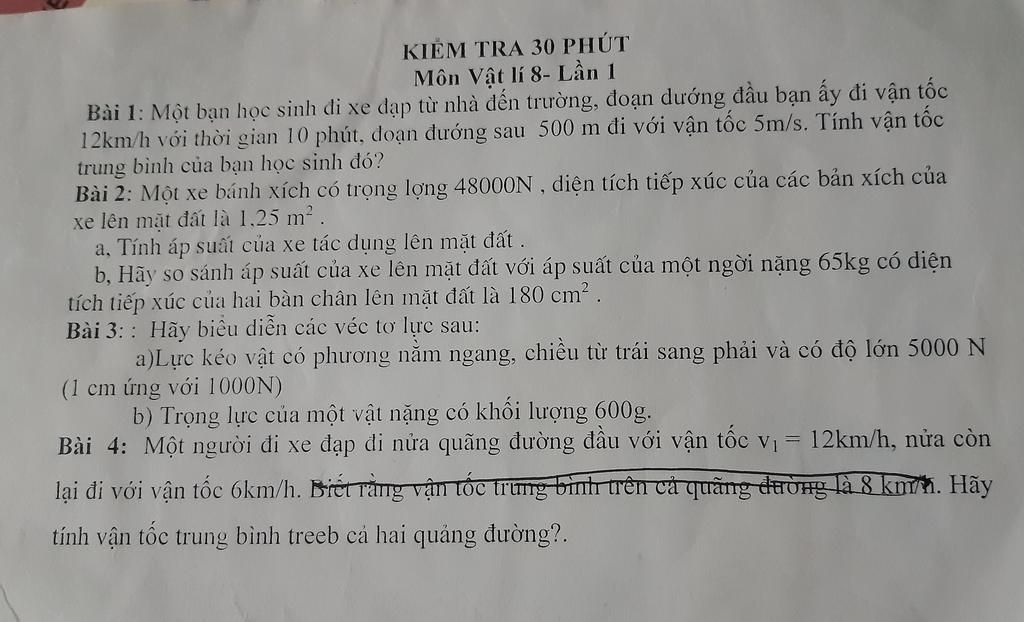 KIỂM TRA 30 PHÚT
Môn Vật lí 8- Lần 1
Bài 1: Một bạn học sinh đi xe đạp từ nhà đến trường, đoạn dướng đầu bạn ấy đi vận tốc
12km/h với thời gian 10 phút, đoạn đướng sau 500 m đi với vận tốc 5m/s. Tính vận tốc
trung bình của bạn học sinh đó?
Bài 2: Một xe bánh xích có trọng lợng 48000N , diện tích tiếp xúc của các bản xích của
xe lên mặt đất là 1,25 m² .
a, Tính áp suất của xe tác dụng lên mặt đất .
b, Hãy so sánh áp suất của xe lên mặt đất với áp suất của một ngời nặng 65kg có diện
tích tiếp xúc của hai bàn chân lên mặt đất là 180 cm² .
Bài 3: : Hãy biểu diễn các véc tơ lực sau:
a)Lực kéo vật có phương nằm ngang, chiều từ trái sang phải và có độ lớn 5000 N
(1 cm ứng với 1000N)
b) Trọng lực của một vật nặng có khối lượng 600g.
Bài 4: Một người đi xe đạp đi nửa quãng đường đầu với vận tốc v₁ = 12km/h, nửa còn
lại đi với vận tốc 6km/h. Biết rằng vận tốc trung bình trên cả quãng đường là 8 km/h. Hãy
tính vận tốc trung bình treeb cả hai quảng đường?.